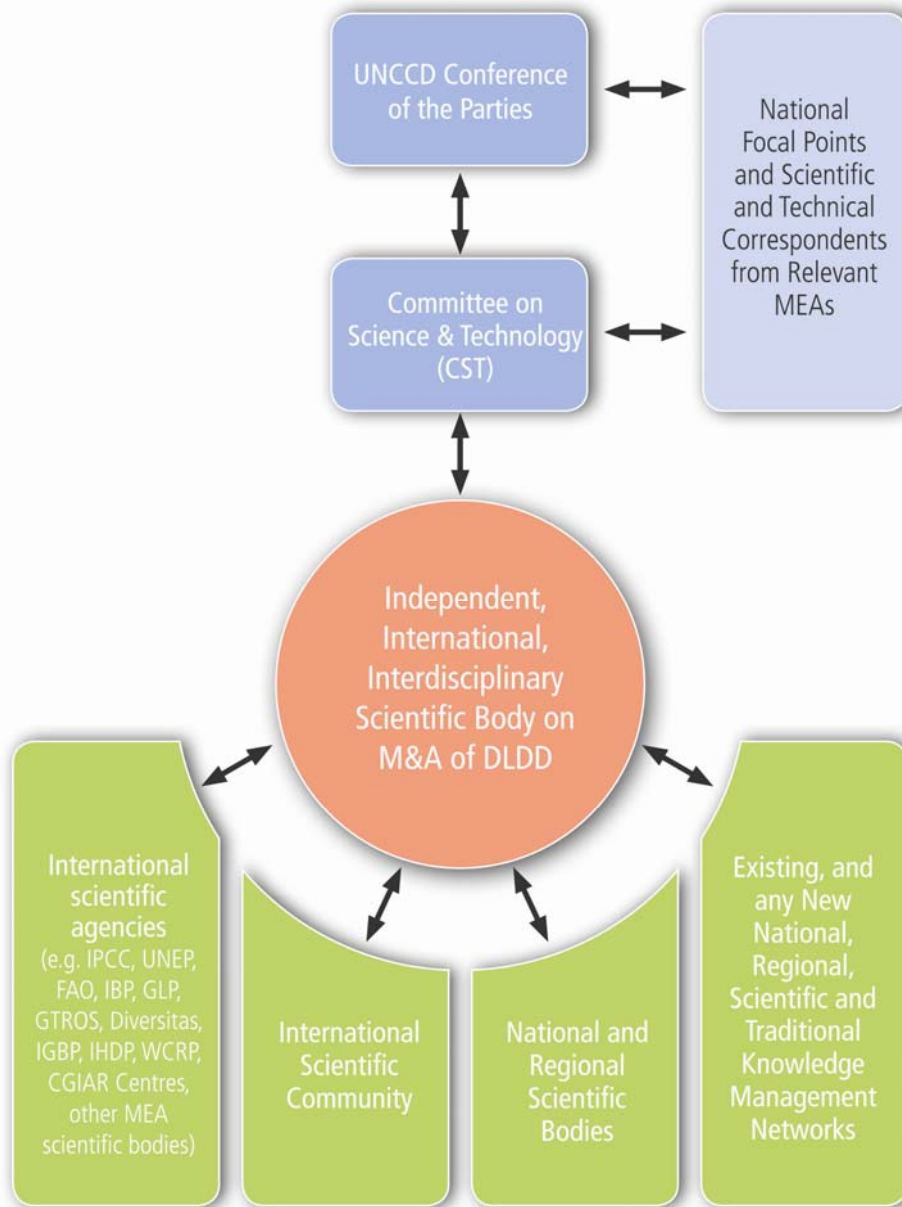 UNCCD Conference
of the Parties
National
Focal Points
and Scientific
and Technical
Correspondents
from Relevant
MEAs
Committee on
Science & Technology
(CST)
Independent,
International,
Interdisciplinary
Scientific Body on
M&A of DLDD
International
scientific
agencies
(e.g. IPCC, UNEP,
FAO, IBP, GLP,
GTROS, Diversitas,
IGBP, IHDP, WCRP,
CGIAR Centres,
other MEA
scientific bodies)
International
Scientific
Community
National and
Regional
Scientific
Bodies
Existing, and
any New
National,
Regional,
Scientific and
Traditional
Knowledge
Management
Networks